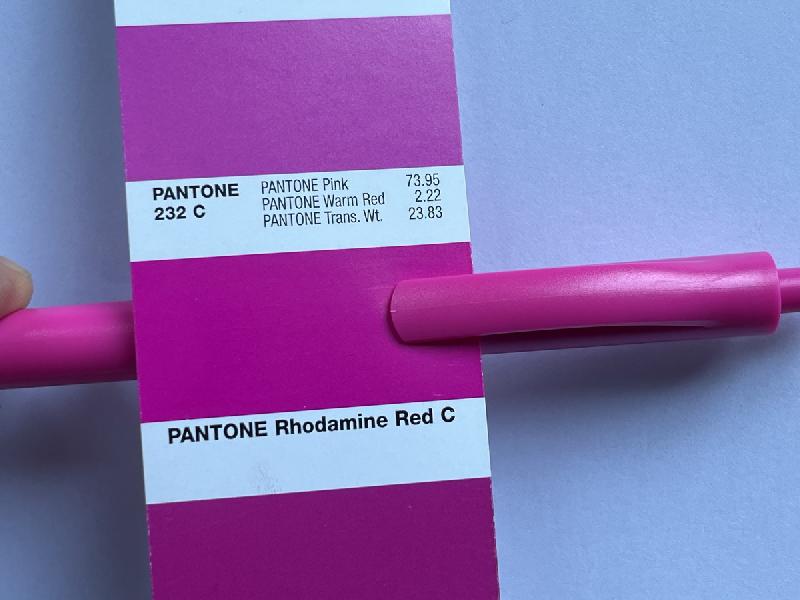 PANTONE PANTONE Pink 73.95
232 C PANTONE Warm Red 2.22
PANTONE Trans. Wt. 23.83
PANTONE Rhodamine Red C